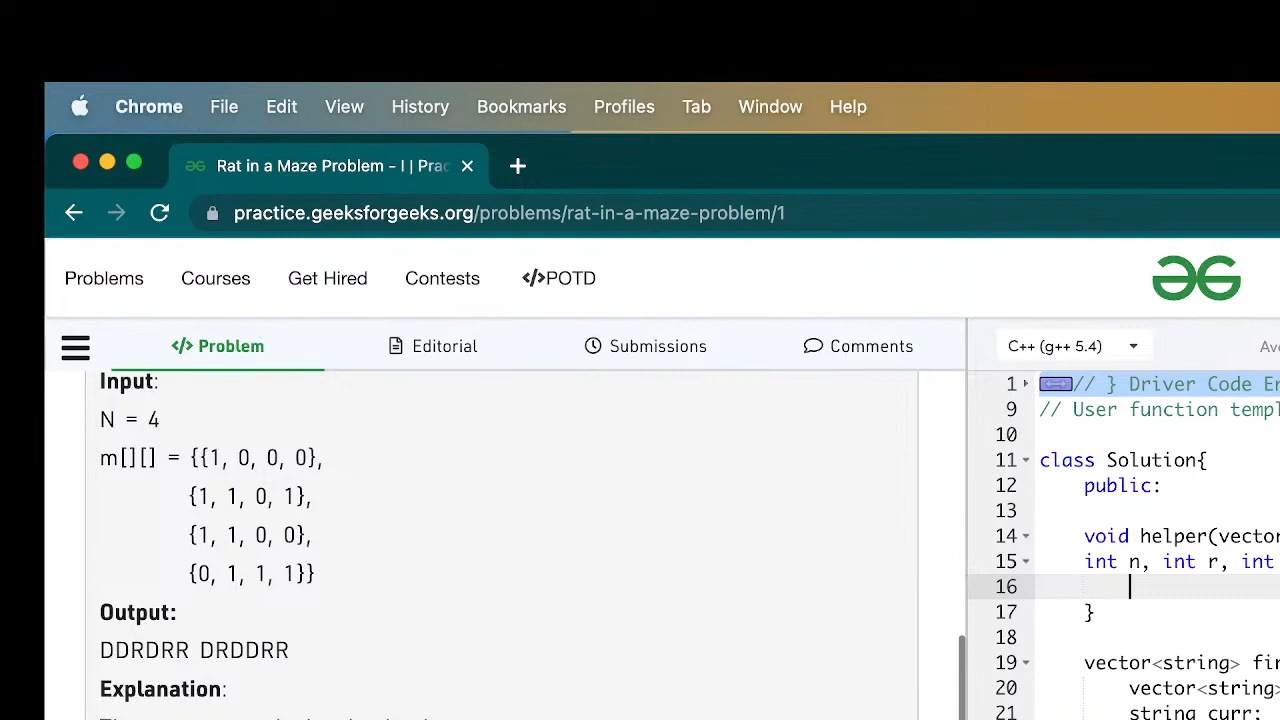 Chrome File Edit View History Bookmarks Profiles Tab Window Help
Rat in a Maze Problem - I | Prac
practice.geeksforgeeks.org/problems/rat-in-a-maze-problem/1
Problems Courses Get Hired Contests </>POTD
</> Problem Editorial Submissions Comments
C++ (g++ 5.4) Ave
Input:
N = 4
m[][] = {{1, 0, 0, 0},
{1, 1, 0, 1},
{1, 1, 0, 0},
{0, 1, 1, 1}}
Output:
DDRDRR DRDDRR
Explanation:
1 // } Driver Code En
9 // User function templ
10
11 class Solution{
12 public:
13
14 void helper(vector
15 int n, int r, int
16
17 }
18
19 vector<string> fin
20 vector<string>
21 string curr;